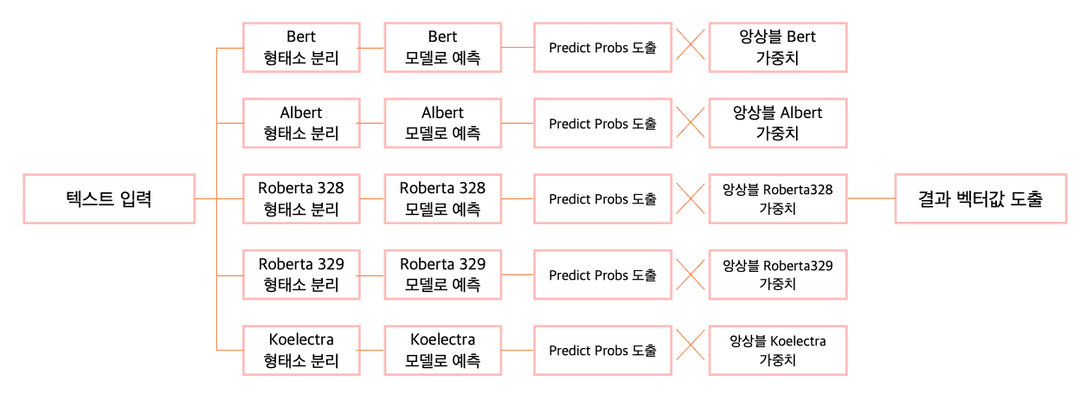 텍스트 입력
Bert
형태소 분리
Bert
모델로 예측
Predict Probs 도출
앙상블 Bert
가중치
Albert
형태소 분리
Albert
모델로 예측
Predict Probs 도출
앙상블 Albert
가중치
Roberta 328
형태소 분리
Roberta 328
모델로 예측
Predict Probs 도출
앙상블 Roberta328
가중치
Roberta 329
형태소 분리
Roberta 329
모델로 예측
Predict Probs 도출
앙상블 Roberta329
가중치
Koelectra
형태소 분리
Koelectra
모델로 예측
Predict Probs 도출
앙상블 Koelectra
가중치
결과 벡터값 도출